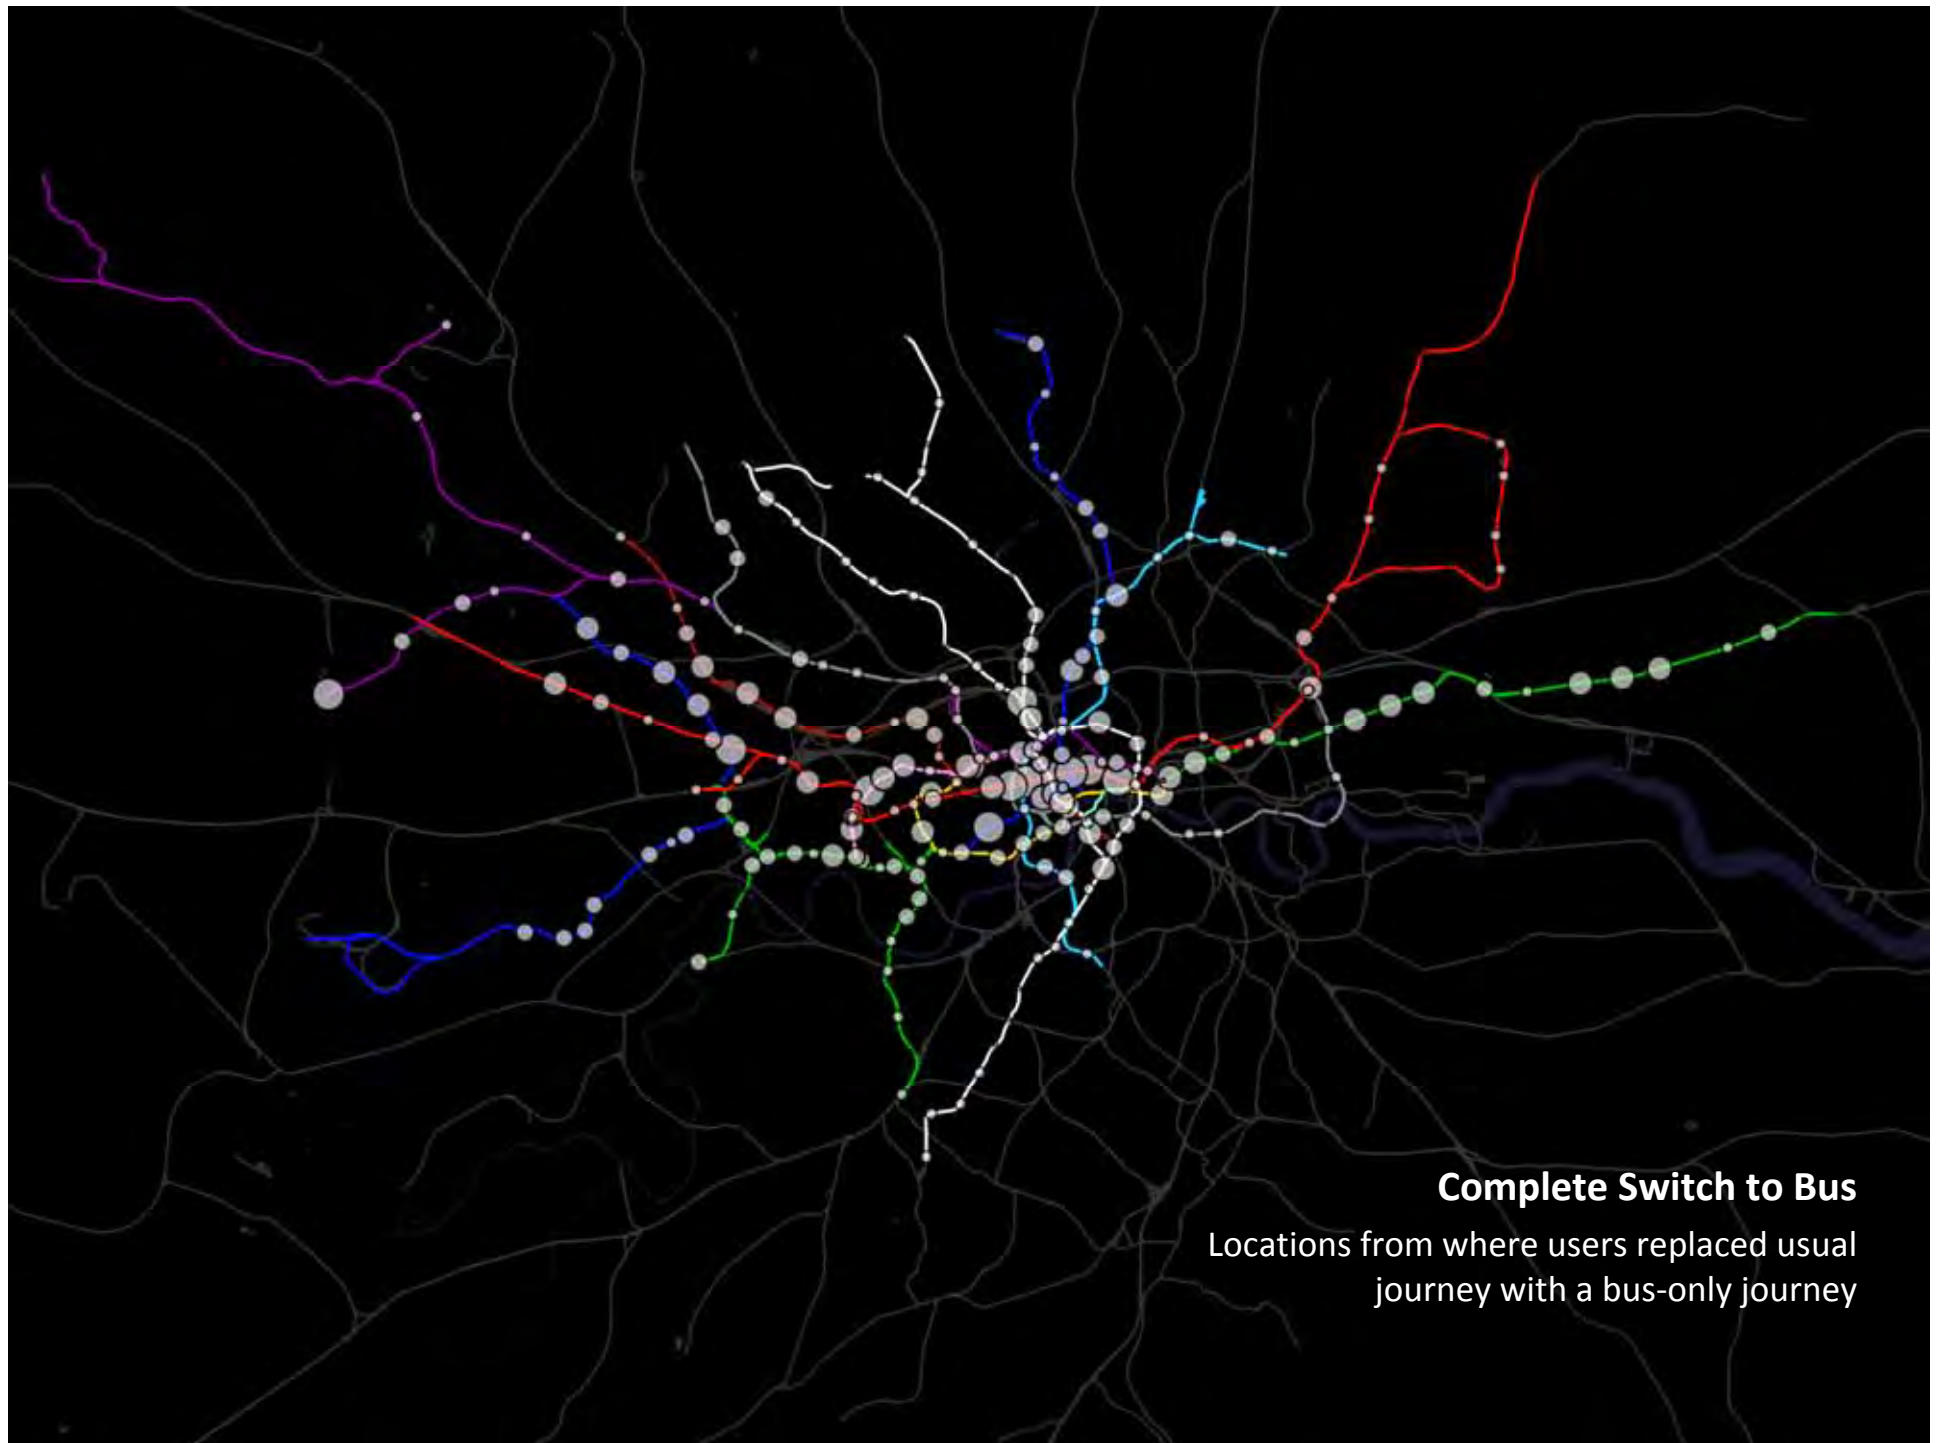 Complete Switch to Bus
Locations from where users replaced usual
journey with a bus-only journey